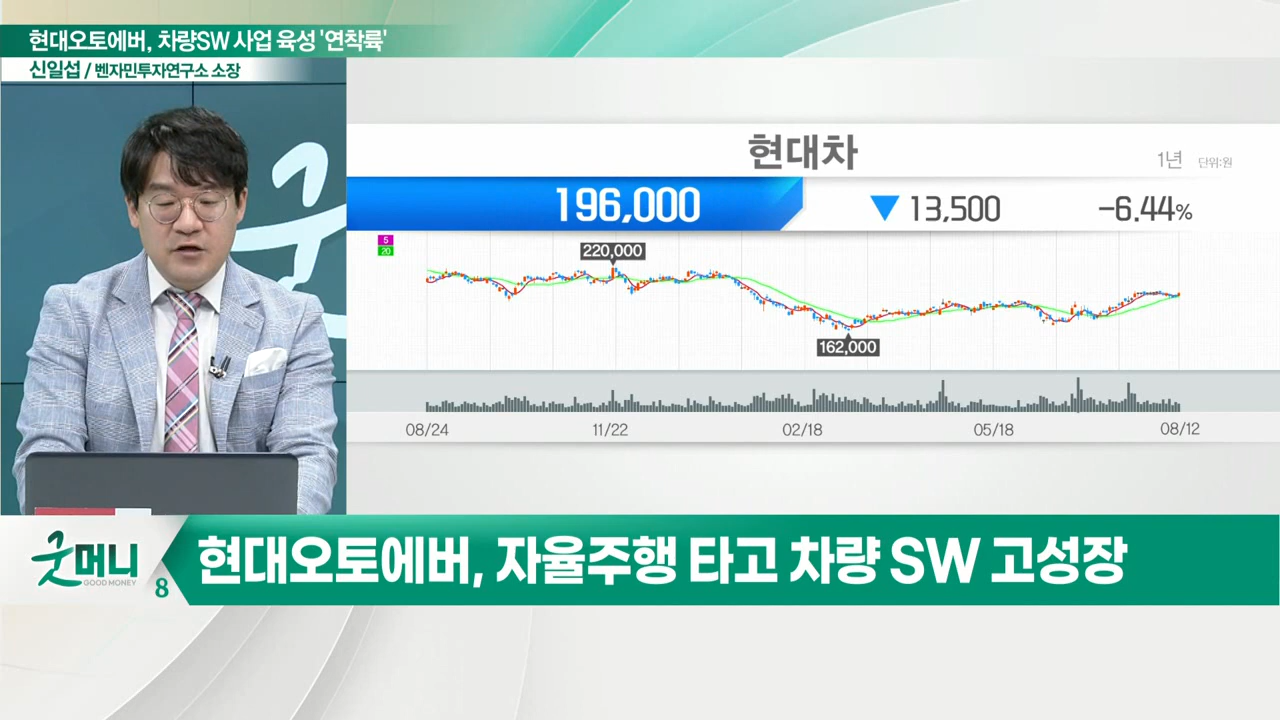 현대오토에버, 차량SW 사업 육성 '연착륙'
신일섭 / 벤자민투자연구소 소장
현대차
1년 단위:원
196,000 ▼ 13,500 -6.44%
5
20
220,000
162,000
08/24 11/22 02/18 05/18 08/12
굿머니
GOOD MONEY
8
현대오토에버, 자율주행 타고 차량 SW 고성장